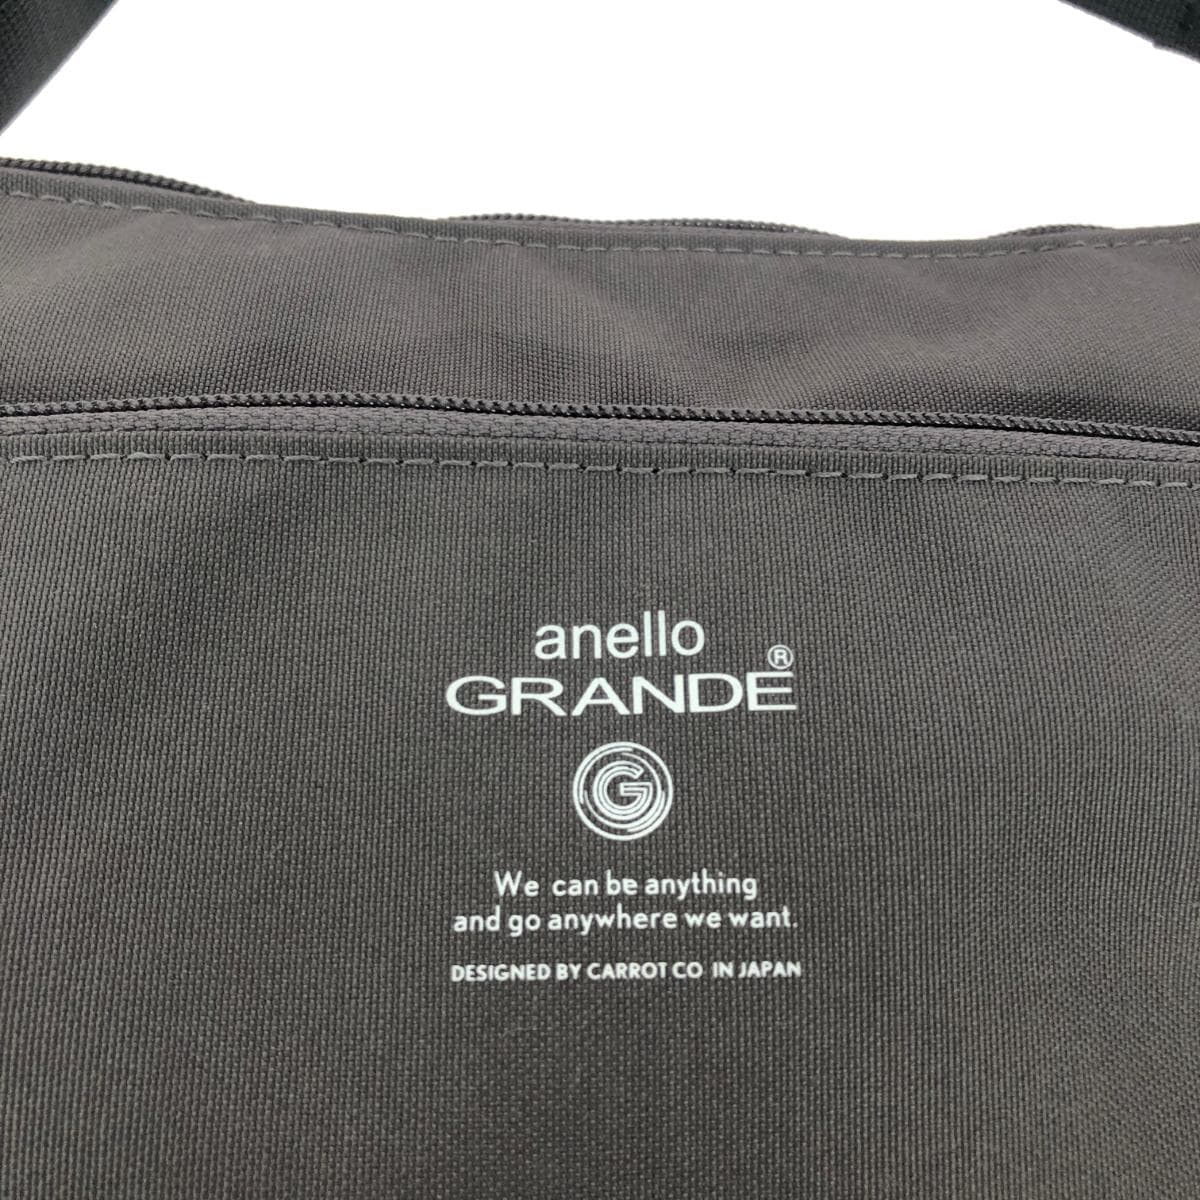 anello
GRANDE®
G
We can be anything
and go anywhere we want.
DESIGNED BY CARROT CO IN JAPAN